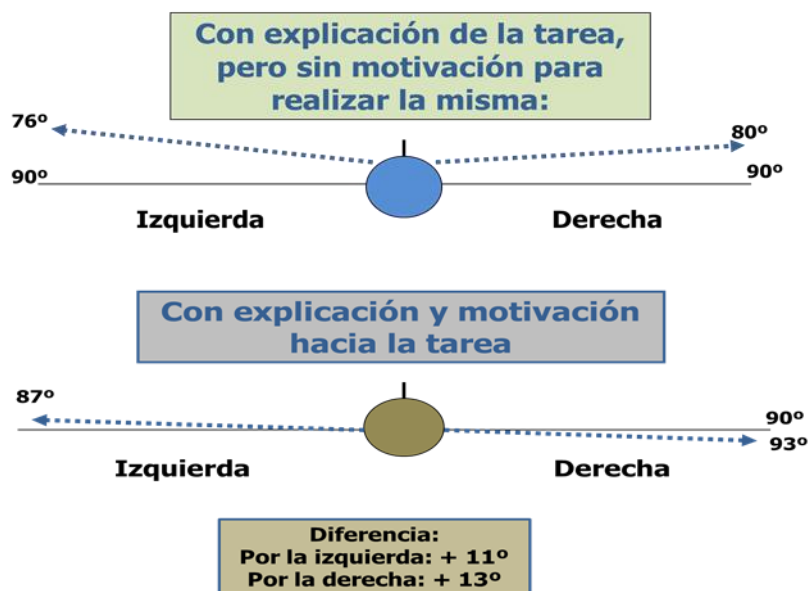 Con explicación de la tarea,
pero sin motivación para
realizar la misma:
76º
80º
90º
90º
Izquierda
Derecha
Con explicación y motivación
hacia la tarea
87º
90º
93º
Izquierda
Derecha
Diferencia:
Por la izquierda: + 11º
Por la derecha: + 13º